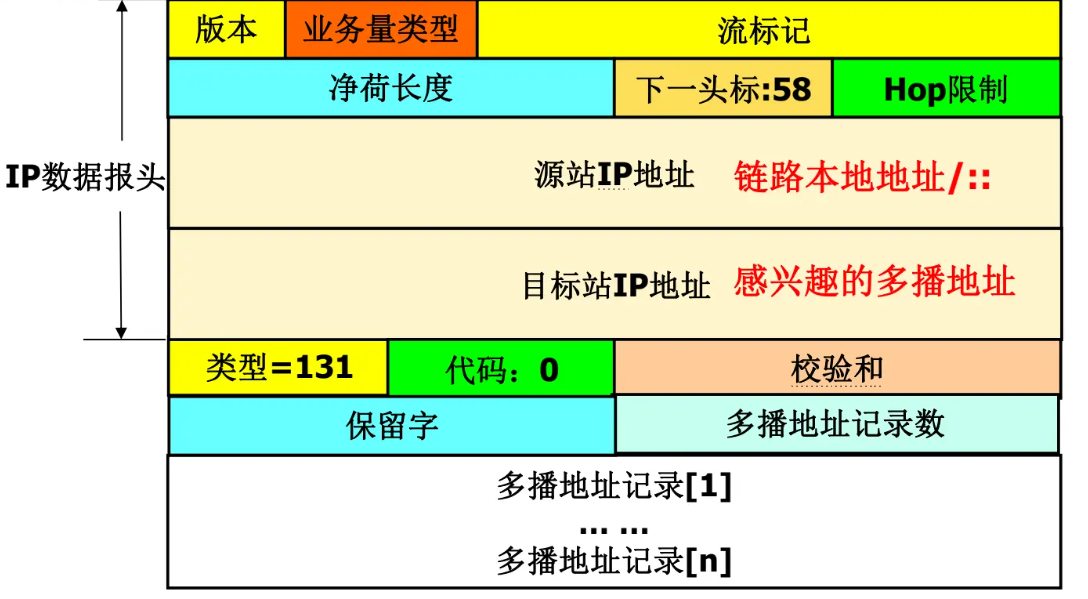 版本 业务量类型 流标记
净荷长度 下一头标:58 Hop限制
IP数据报头
源站IP地址 链路本地地址/::
目标站IP地址 感兴趣的多播地址
类型=131 代码：0 校验和
保留字 多播地址记录数
多播地址记录[1]
... ...
多播地址记录[n]